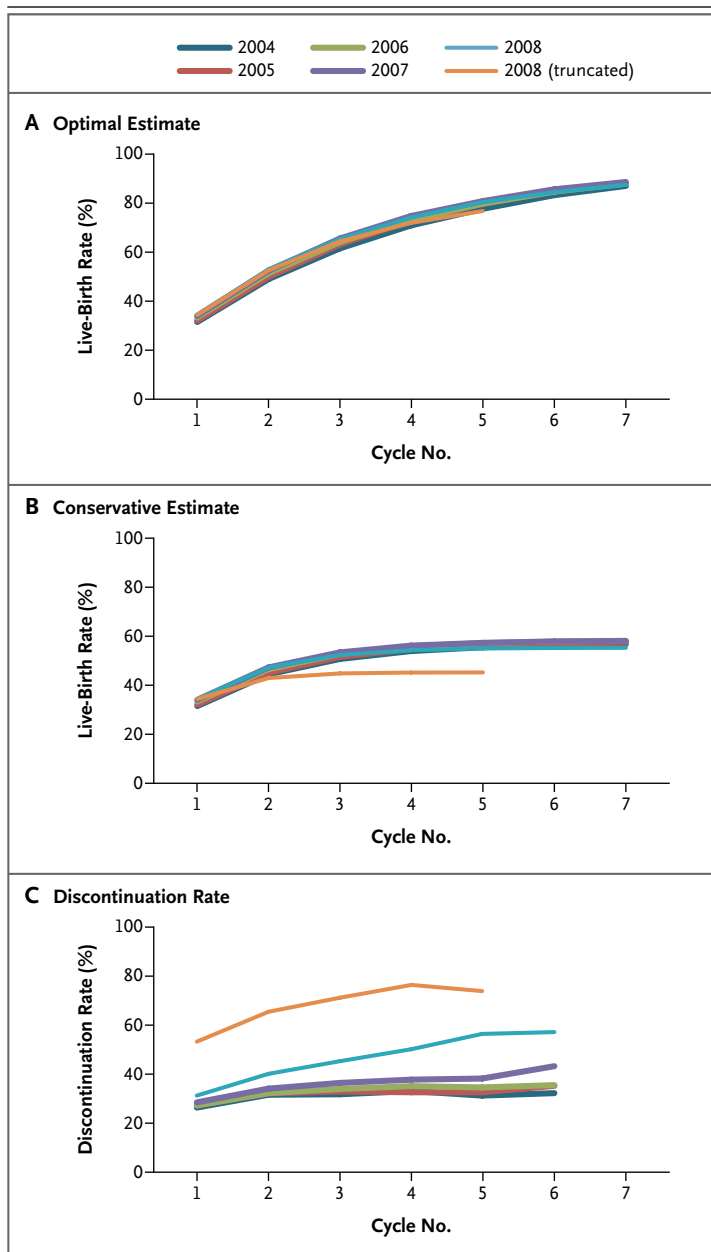 2004 2006 2008
2005 2007 2008 (truncated)
A Optimal Estimate
100
80
60
40
20
0
Live-Birth Rate (%)
1 2 3 4 5 6 7
Cycle No.
B Conservative Estimate
100
80
60
40
20
0
Live-Birth Rate (%)
1 2 3 4 5 6 7
Cycle No.
C Discontinuation Rate
100
80
60
40
20
0
Discontinuation Rate (%)
1 2 3 4 5 6 7
Cycle No.